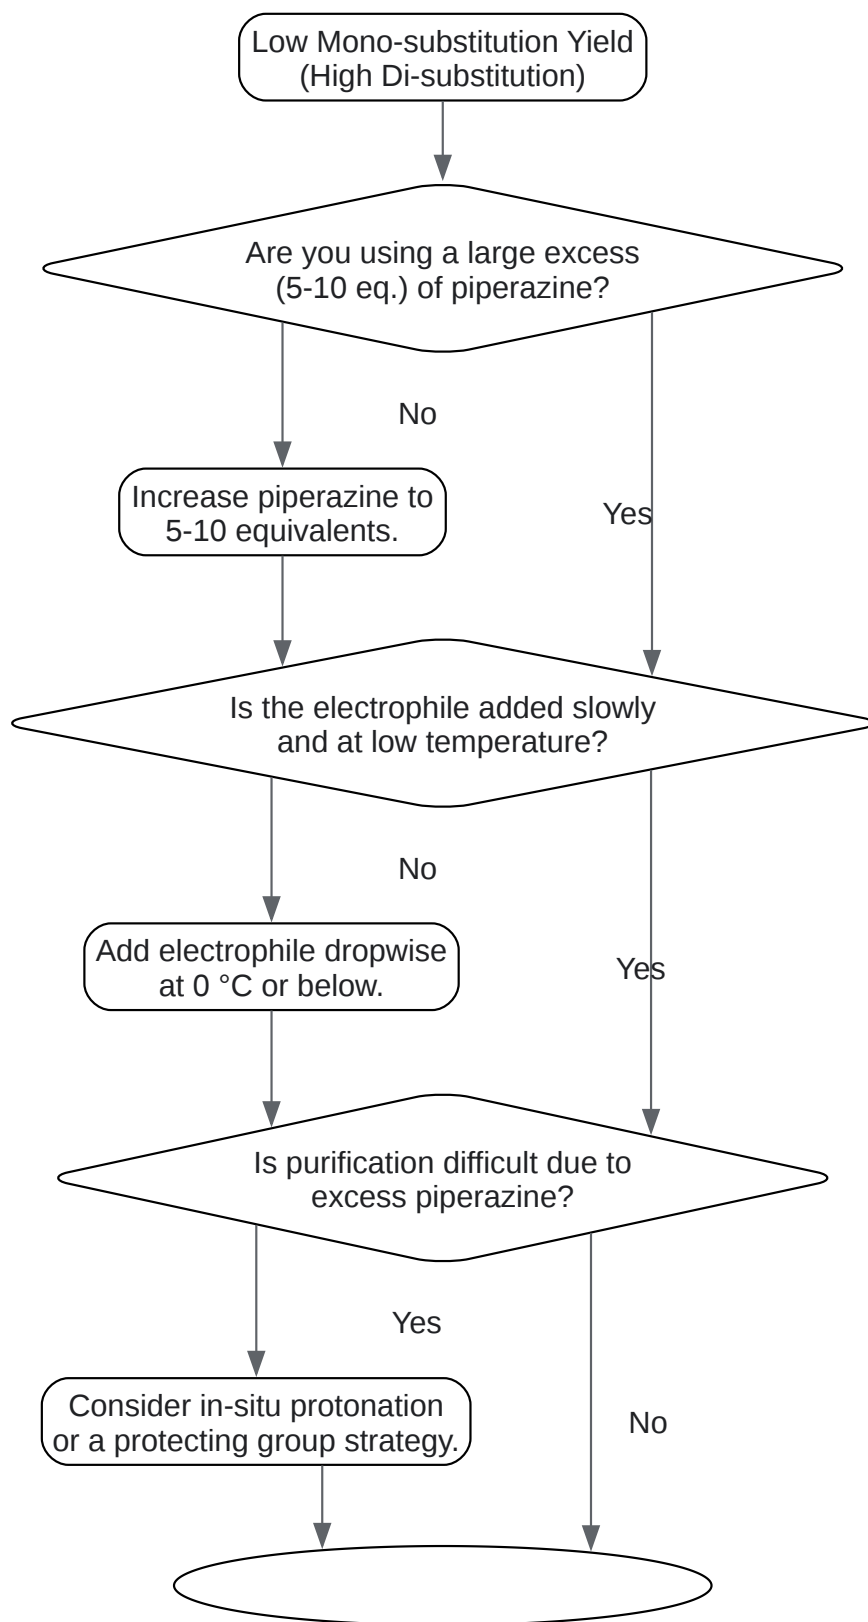 Low Mono-substitution Yield
(High Di-substitution)
Are you using a large excess
(5-10 eq.) of piperazine?
No
Increase piperazine to
5-10 equivalents.
Yes
Is the electrophile added slowly
and at low temperature?
No
Add electrophile dropwise
at 0 °C or below.
Yes
Is purification difficult due to
excess piperazine?
Yes
Consider in-situ protonation
or a protecting group strategy.
No